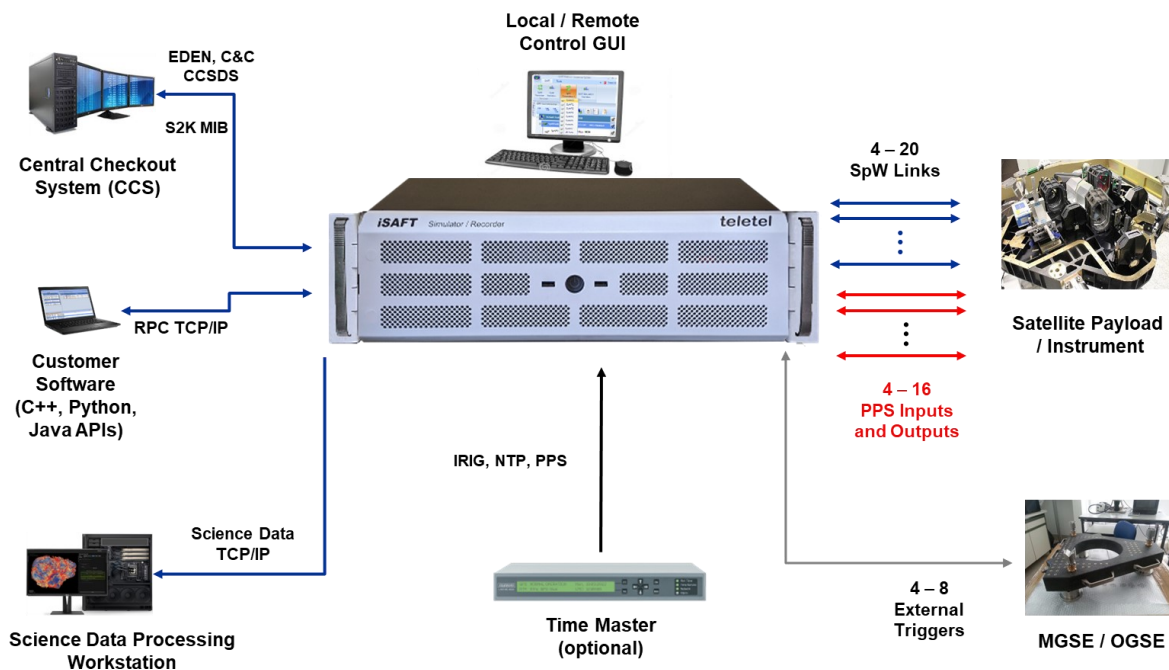 Local / Remote
Control GUI
EDEN, C&C
CCSDS
S2K MIB
Central Checkout
System (CCS)
iSAFT Simulator / Recorder
teletel
4 – 20
SpW Links
Satellite Payload
/ Instrument
RPC TCP/IP
Customer
Software
(C++, Python,
Java APIs)
4 – 16
PPS Inputs
and Outputs
IRIG, NTP, PPS
Science Data
TCP/IP
Science Data Processing
Workstation
Time Master
(optional)
4 – 8
External
Triggers
MGSE / OGSE